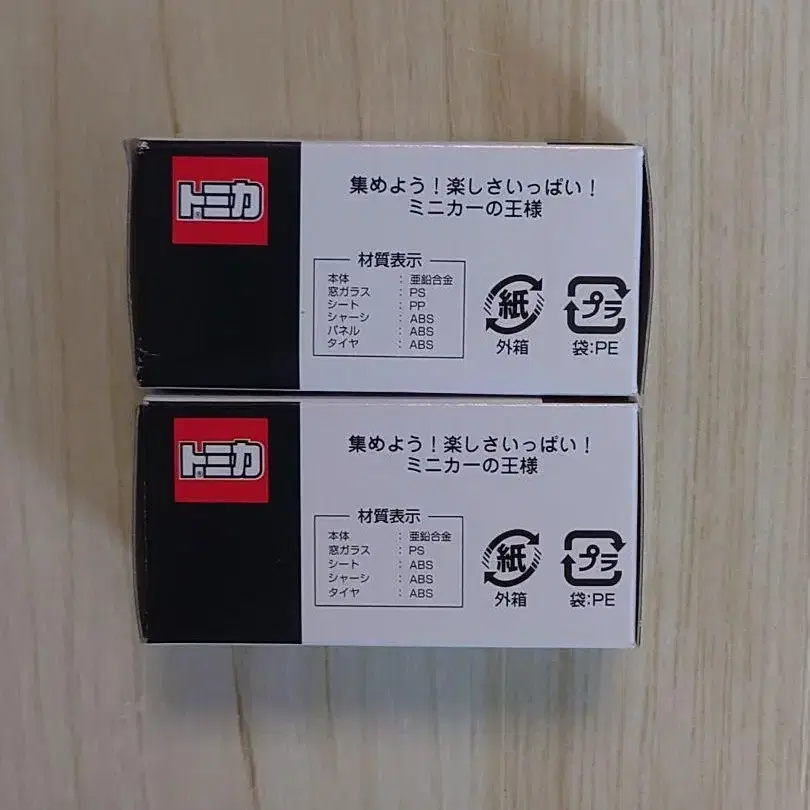 トミカ
集めよう！楽しさいっぱい！
ミニカーの王様
材質表示
本体 : 亜鉛合金
窓ガラス : PS
シート : PP
シャーシ : ABS
パネル : ABS
タイヤ : ABS
紙
外箱
プラ
袋:PE
トミカ
集めよう！楽しさいっぱい！
ミニカーの王様
材質表示
本体 : 亜鉛合金
窓ガラス : PS
シート : ABS
シャーシ : ABS
タイヤ : ABS
紙
外箱
プラ
袋:PE